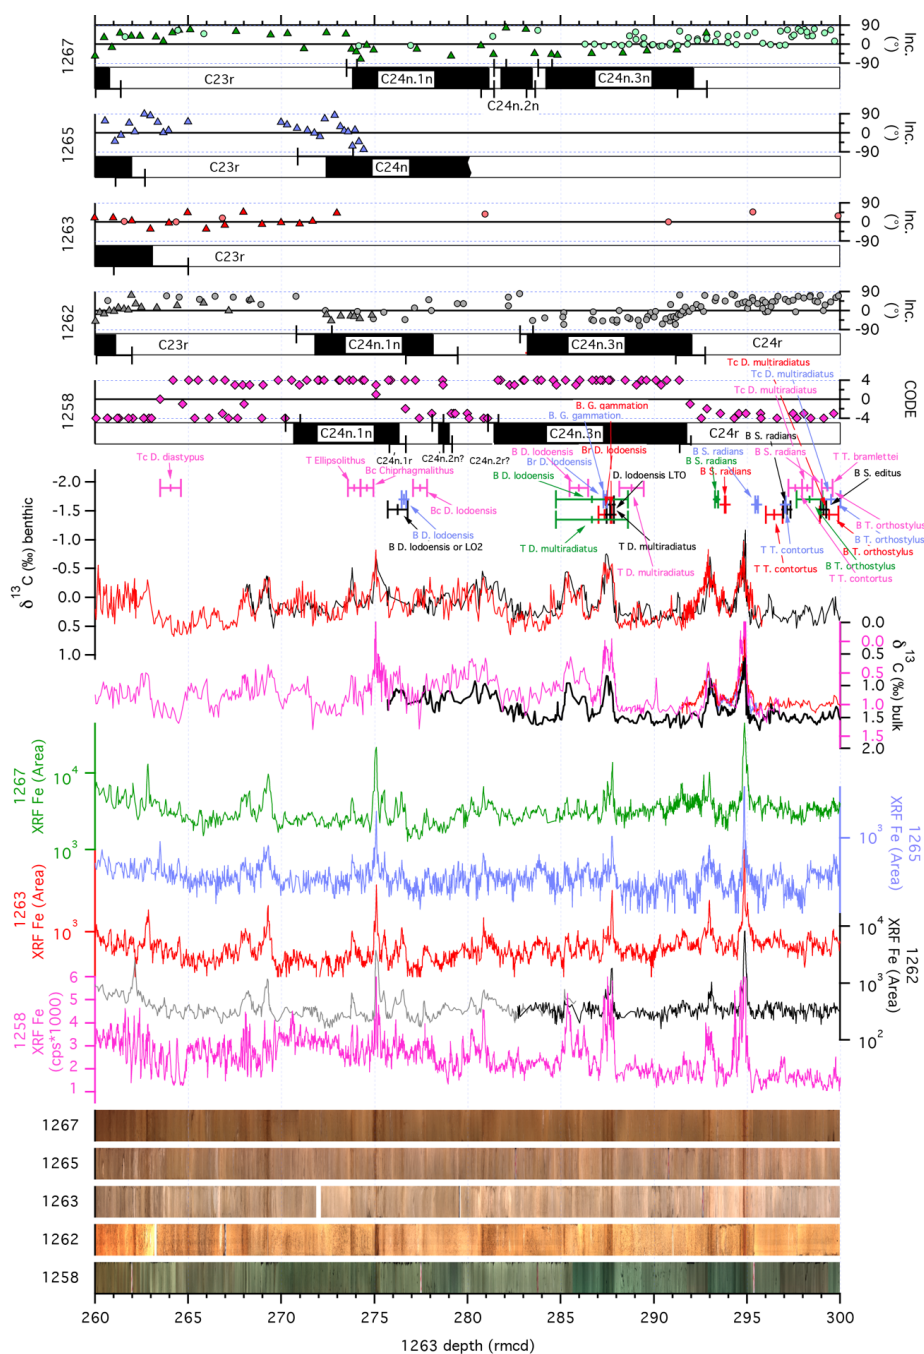 1267
90
0
-90
Inc. (°)
C23r
C24n.1n
C24n.3n
C24n.2n
1265
90
0
-90
Inc. (°)
C23r
C24n
1263
90
0
-90
Inc. (°)
C23r
1262
90
0
-90
Inc. (°)
C23r
C24n.1n
C24n.3n
C24r
Tc D. multiradiatus
Tc D. multiradiatus
Tc D. multiradiatus
1258
4
0
-4
CODE
B. G. gammation
B. G. gammation
C24n.1n
C24n.3n
C24r
B S. radians
C24n.1r
C24n.2n?
C24n.2r?
B D. lodoensis
Br D. lodoensis
Br D. lodoensis
B S. radians
B S. radians
T T. bramlettei
Tc D. diastypus
T Ellipsolithus
Bc Chiprhagmalithus
B D. lodoensis
D. lodoensis LTO
B S. radians
B S. radians
B S. editus
Bc D. lodoensis
B T. orthostylus
B D. lodoensis
B T. orthostylus
B D. lodoensis or LO2
T D. multiradiatus
T D. multiradiatus
T T. contortus
B T. orthostylus
T D. multiradiatus
T T. contortus
B T. orthostylus
T T. contortus
δ13C (‰) benthic
-2.0
-1.5
-1.0
-0.5
0.0
0.5
1.0
0.0
0.5
1.0
1.5
2.0
0.0
0.5
1.0
1.5
δ13C (‰) bulk
1267
XRF Fe (Area)
104
103
1265
XRF Fe (Area)
103
1263
XRF Fe (Area)
103
1262
XRF Fe (Area)
104
103
102
1258
XRF Fe
(cps*1000)
6
5
4
3
2
1
1267
1265
1263
1262
1258
260 265 270 275 280 285 290 295 300
1263 depth (rmcd)